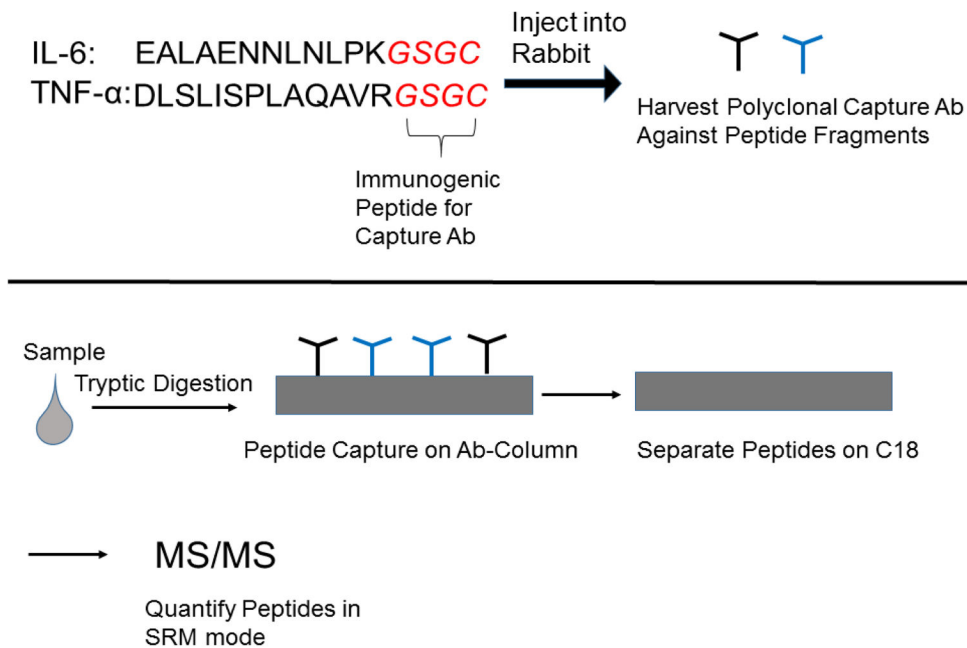 IL-6: EALAENNLNLPKGSGC
TNF-α:DLSLISPLAQAVRGSGC
Immunogenic
Peptide for
Capture Ab
Inject into
Rabbit
Harvest Polyclonal Capture Ab
Against Peptide Fragments
Sample
Tryptic Digestion
Peptide Capture on Ab-Column
Separate Peptides on C18
MS/MS
Quantify Peptides in
SRM mode